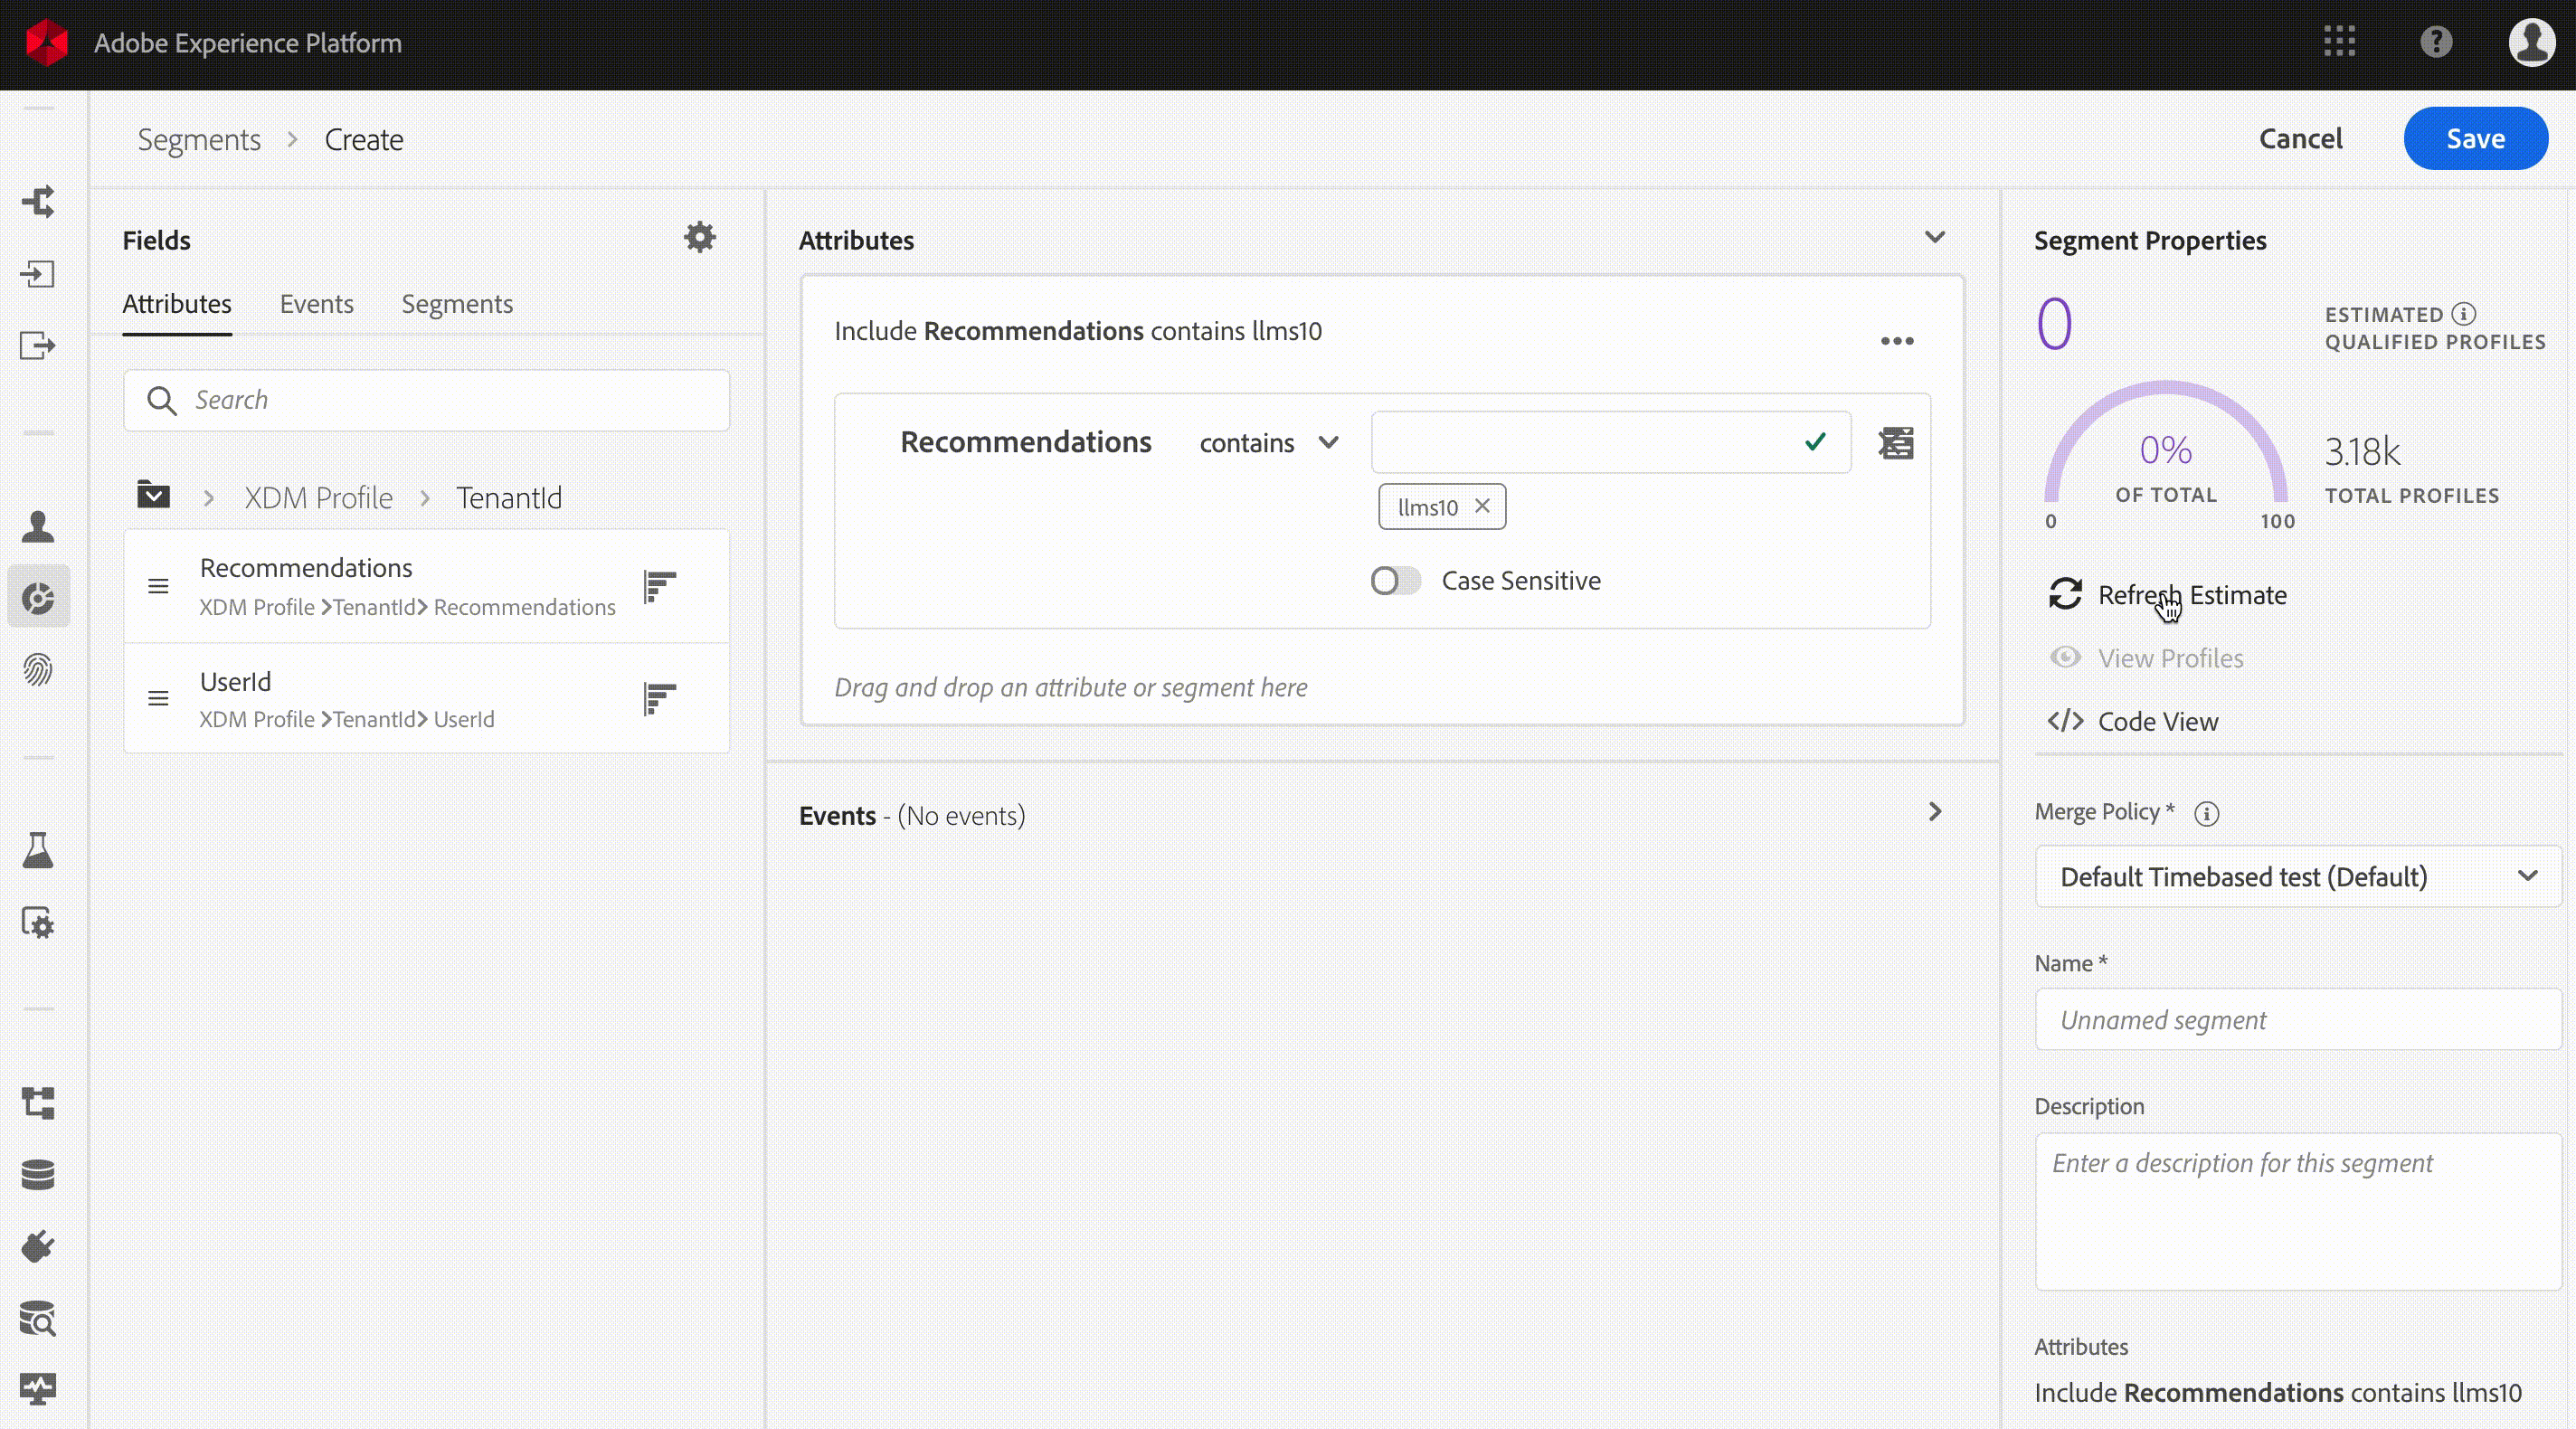 Adobe Experience Platform
Segments > Create
Cancel
Save
Fields
Attributes Events Segments
Search
> XDM Profile > TenantId
Recommendations
XDM Profile >TenantId> Recommendations
UserId
XDM Profile >TenantId> UserId
Attributes
Include Recommendations contains llms10
Recommendations contains
llms10 ×
Case Sensitive
Drag and drop an attribute or segment here
Events - (No events)
Segment Properties
0
ESTIMATED
QUALIFIED PROFILES
0%
OF TOTAL
0 100
3.18k
TOTAL PROFILES
Refresh Estimate
View Profiles
</> Code View
Merge Policy *
Default Timebased test (Default)
Name *
Unnamed segment
Description
Enter a description for this segment
Attributes
Include Recommendations contains llms10